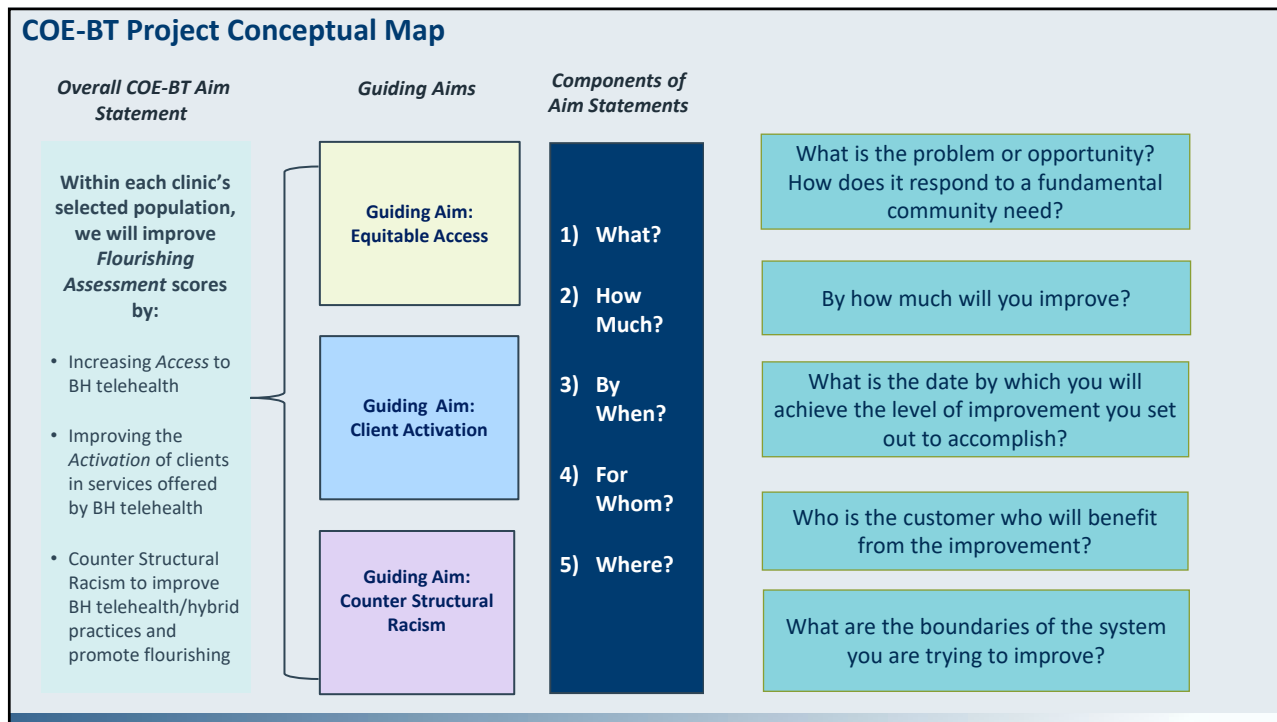 COE-BT Project Conceptual Map
Overall COE-BT Aim
Statement
Within each clinic's
selected population,
we will improve
Flourishing
Assessment scores
by:
• Increasing Access to
BH telehealth
• Improving the
Activation of clients
in services offered
by BH telehealth
• Counter Structural
Racism to improve
BH telehealth/hybrid
practices and
promote flourishing
Guiding Aims
Guiding Aim:
Equitable Access
Guiding Aim:
Client Activation
Guiding Aim:
Counter Structural
Racism
Components of
Aim Statements
1) What?
2) How
Much?
3) By
When?
4) For
Whom?
5) Where?
What is the problem or opportunity?
How does it respond to a fundamental
community need?
By how much will you improve?
What is the date by which you will
achieve the level of improvement you set
out to accomplish?
Who is the customer who will benefit
from the improvement?
What are the boundaries of the system
you are trying to improve?